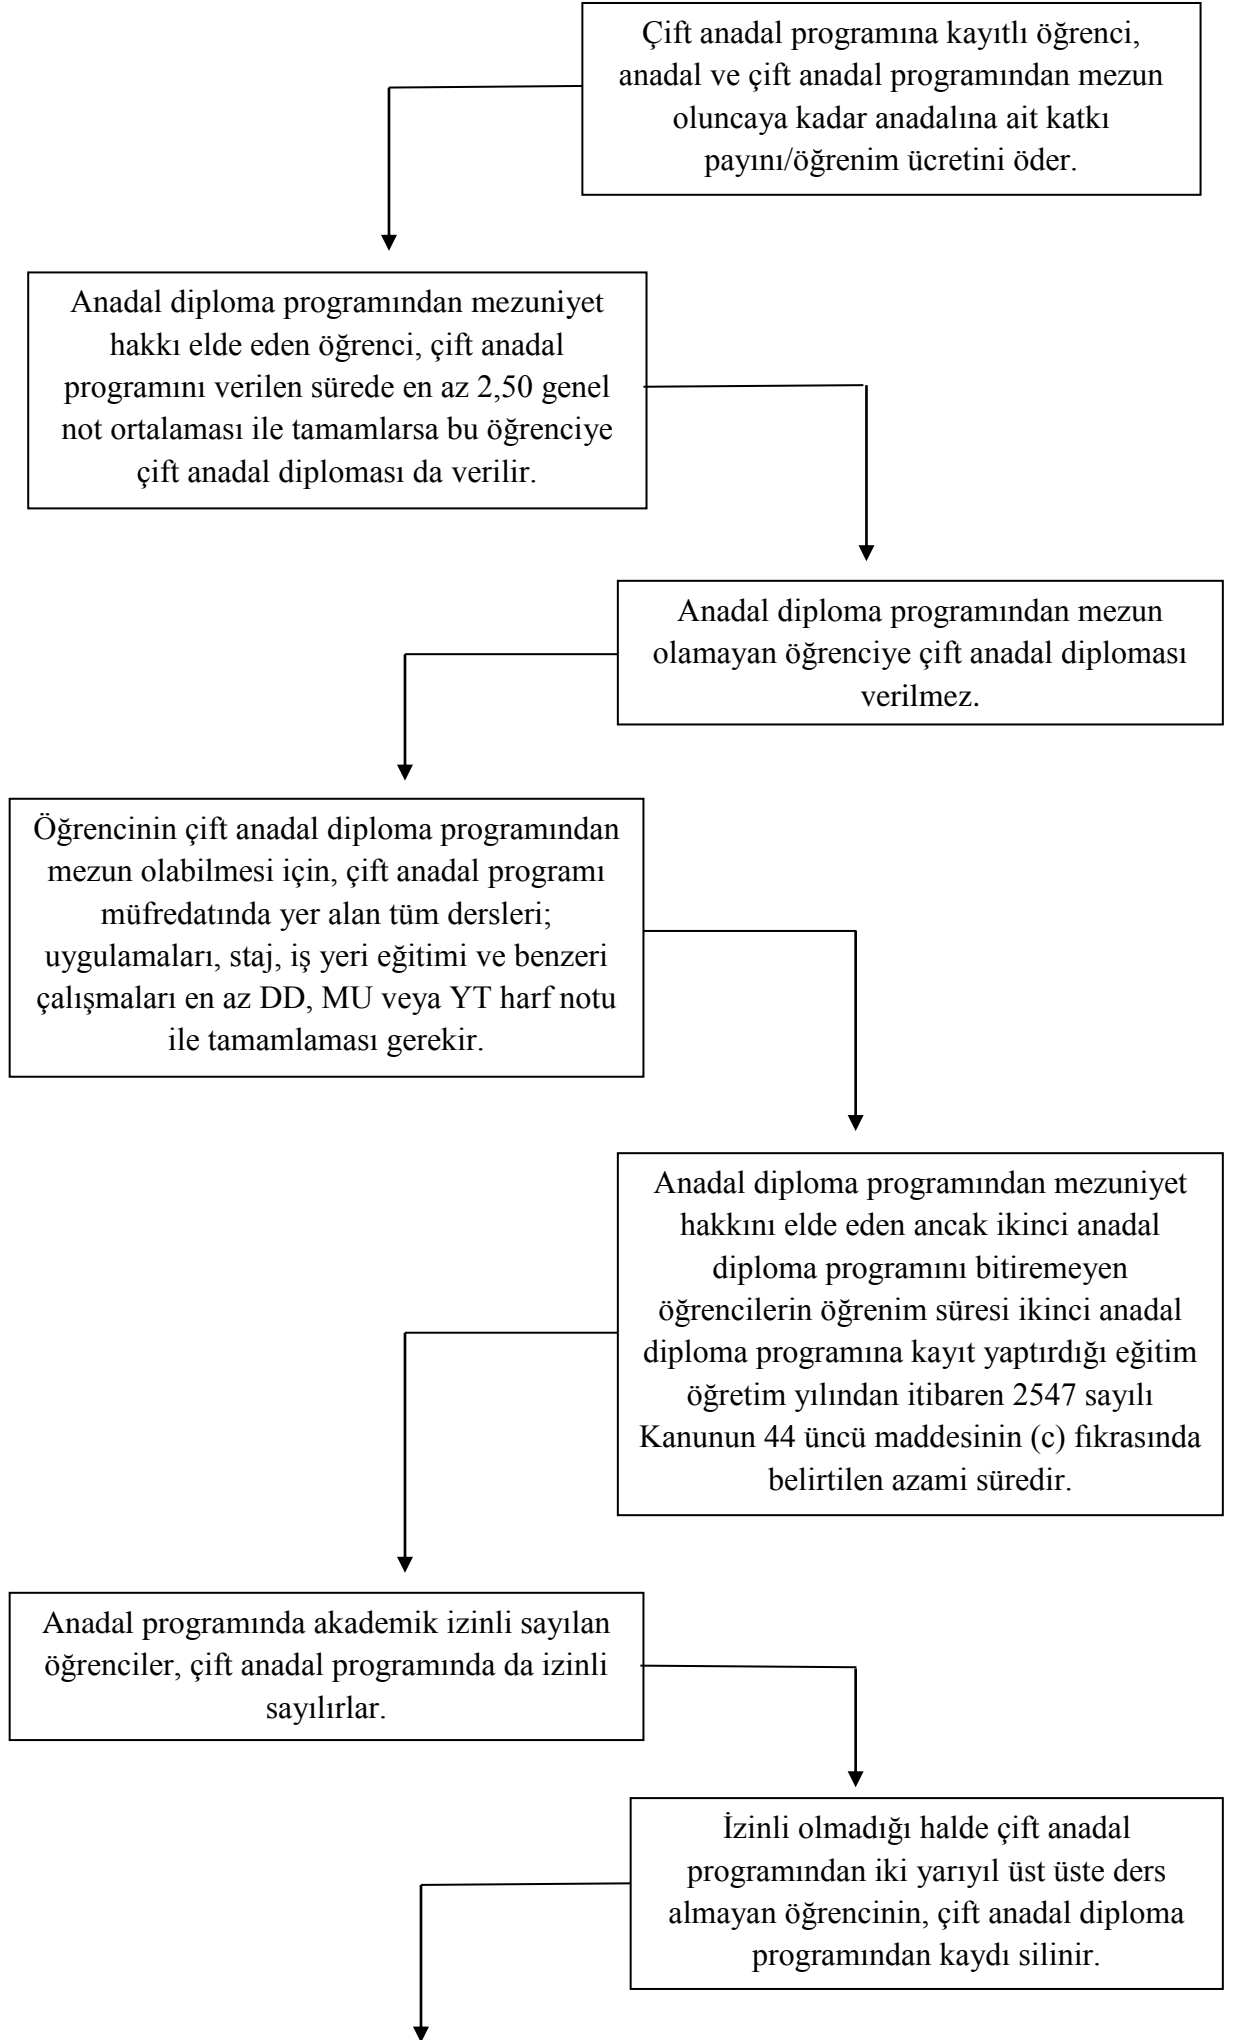 Çift anadal programına kayıtlı öğrenci,
anadal ve çift anadal programından mezun
oluncaya kadar anadalına ait katkı
payını/öğrenim ücretini öder.
Anadal diploma programından mezuniyet
hakkı elde eden öğrenci, çift anadal
programını verilen sürede en az 2,50 genel
not ortalaması ile tamamlarsa bu öğrenciye
çift anadal diploması da verilir.
Anadal diploma programından mezun
olamayan öğrenciye çift anadal diploması
verilmez.
Öğrencinin çift anadal diploma programından
mezun olabilmesi için, çift anadal programı
müfredatında yer alan tüm dersleri;
uygulamaları, staj, iş yeri eğitimi ve benzeri
çalışmaları en az DD, MU veya YT harf notu
ile tamamlaması gerekir.
Anadal diploma programından mezuniyet
hakkını elde eden ancak ikinci anadal
diploma programını bitiremeyen
öğrencilerin öğrenim süresi ikinci anadal
diploma programına kayıt yaptırdığı eğitim
öğretim yılından itibaren 2547 sayılı
Kanunun 44 üncü maddesinin (c) fıkrasında
belirtilen azami süredir.
Anadal programında akademik izinli sayılan
öğrenciler, çift anadal programında da izinli
sayılırlar.
İzinli olmadığı halde çift anadal
programından iki yarıyıl üst üste ders
almayan öğrencinin, çift anadal diploma
programından kaydı silinir.